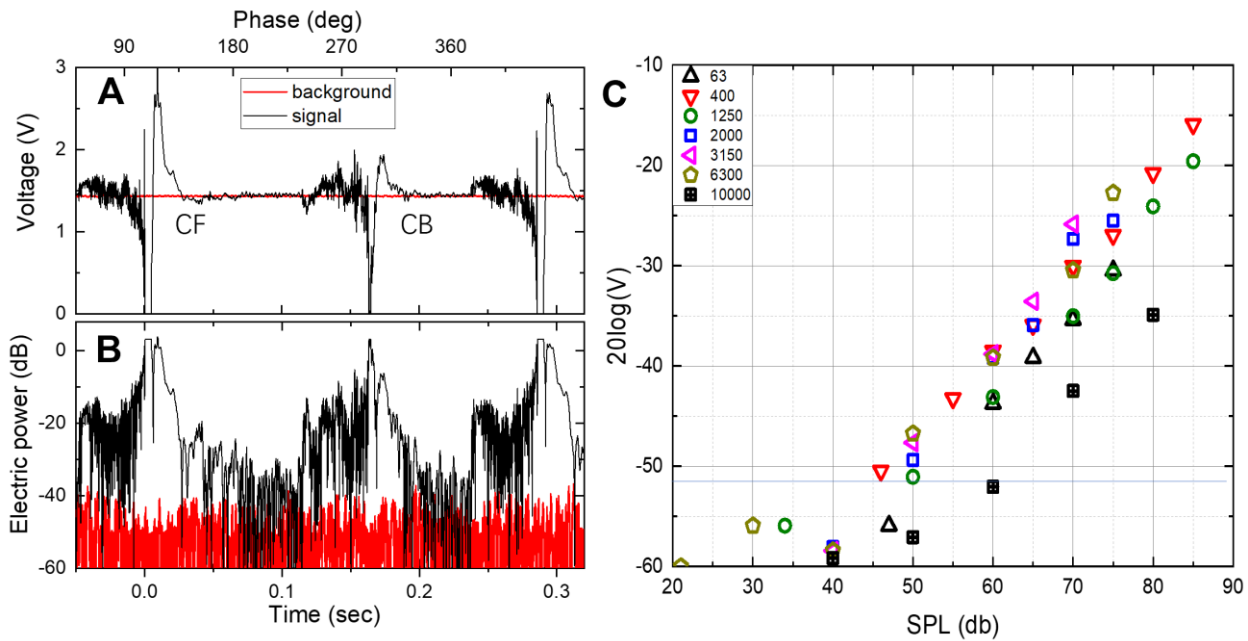 Phase (deg)
90 180 270 360
A
background
signal
CF
CB
Voltage (V)
3
2
1
0
B
Electric power (dB)
0
-20
-40
-60
0.0 0.1 0.2 0.3
Time (sec)
C
63
400
1250
2000
3150
6300
10000
20log(V)
-10
-20
-30
-40
-50
-60
20 30 40 50 60 70 80 90
SPL (db)